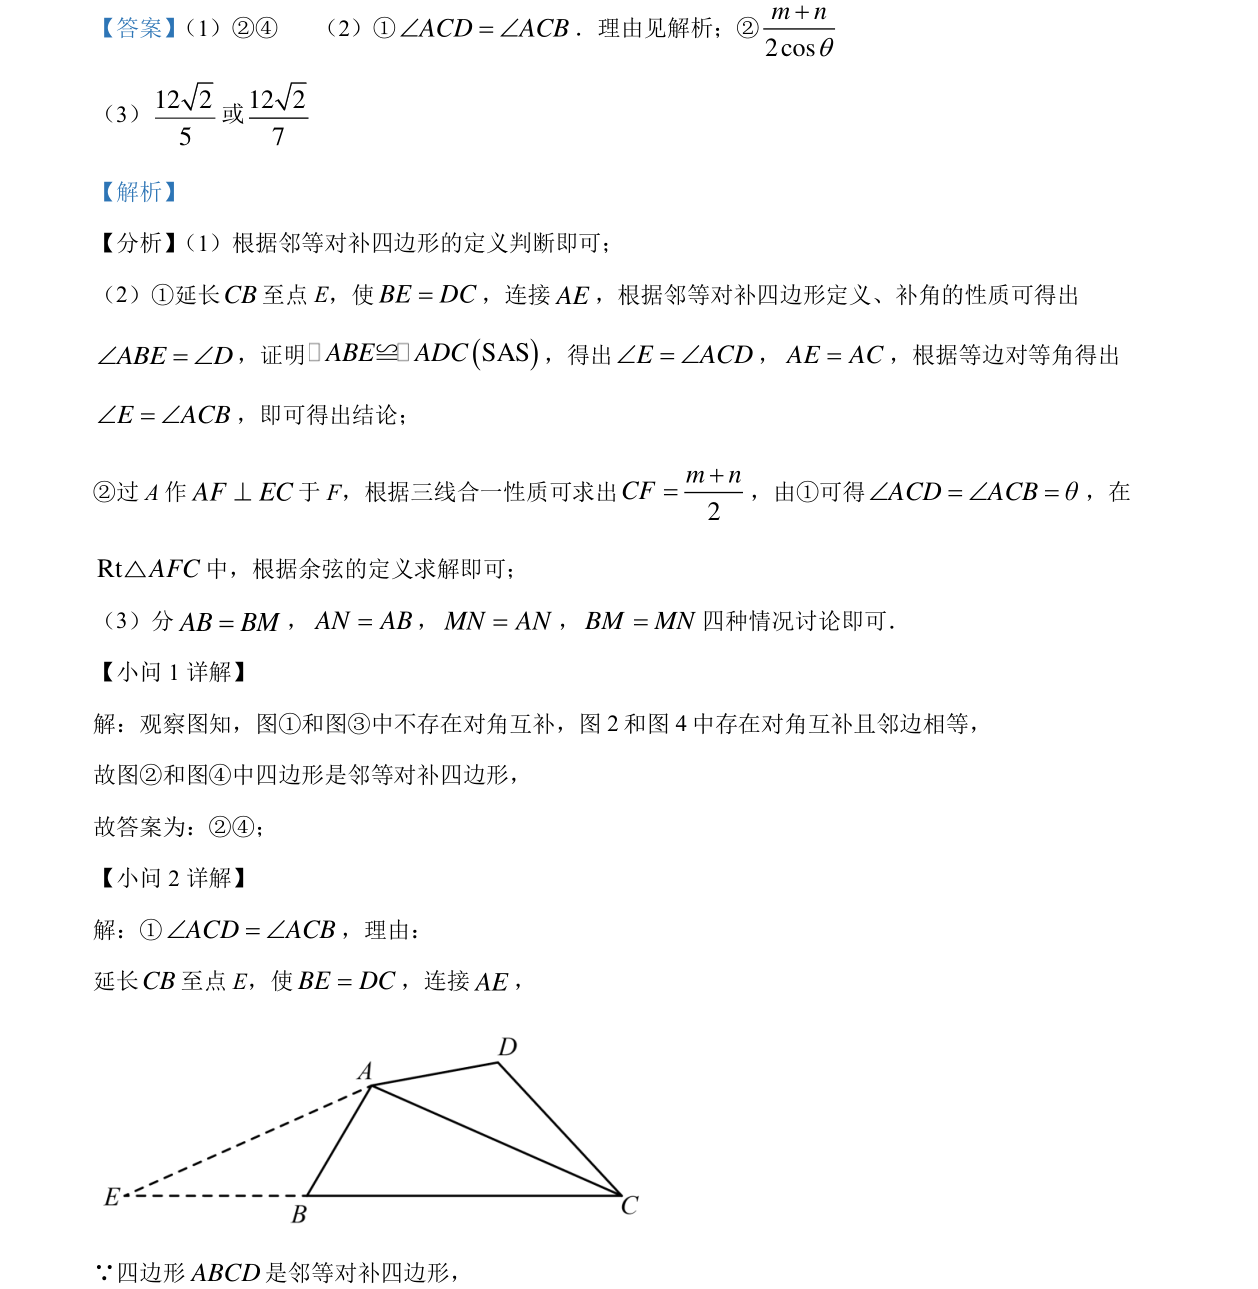 【答案】（1）②④ （2）①∠ACD = ∠ACB．理由见解析；②\frac{m+n}{2\cos\theta}
（3）\frac{12\sqrt{2}}{5}或\frac{12\sqrt{2}}{7}
【解析】
【分析】（1）根据邻等对补四边形的定义判断即可；
（2）①延长CB至点E，使BE = DC，连接AE，根据邻等对补四边形定义、补角的性质可得出
∠ABE = ∠D，证明□ABE≌□ADC(SAS)，得出∠E = ∠ACD，AE = AC，根据等边对等角得出
∠E = ∠ACB，即可得出结论；
②过A作AF ⊥ EC于F，根据三线合一性质可求出CF = \frac{m+n}{2}，由①可得∠ACD = ∠ACB = θ，在
Rt△AFC中，根据余弦的定义求解即可；
（3）分AB = BM，AN = AB，MN = AN，BM = MN四种情况讨论即可．
【小问1详解】
解：观察图知，图①和图③中不存在对角互补，图2和图4中存在对角互补且邻边相等，
故图②和图④中四边形是邻等对补四边形，
故答案为：②④；
【小问2详解】
解：①∠ACD = ∠ACB，理由：
延长CB至点E，使BE = DC，连接AE，
D
A
E
B
C
∵四边形ABCD是邻等对补四边形，